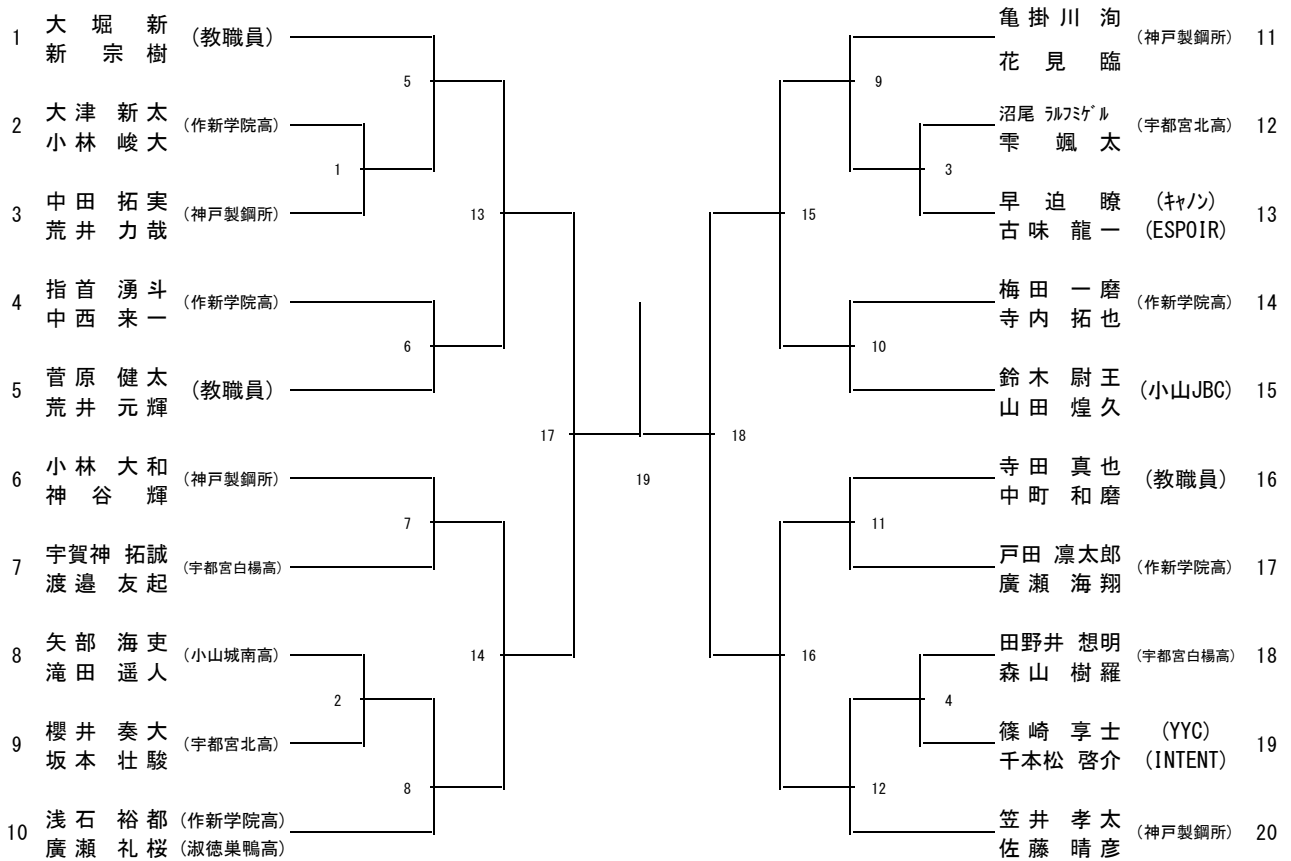 1 大堀 新 (教職員)
新 宗樹
2 大津 新太 (作新学院高)
小林 峻大
3 中田 拓実 (神戸製鋼所)
荒井 力哉
4 指首 湧斗 (作新学院高)
中西 来一
5 菅原 健太 (教職員)
荒井 元輝
6 小林 大和 (神戸製鋼所)
神谷 輝
7 宇賀神 拓誠 (宇都宮白楊高)
渡邉 友起
8 矢部 海吏 (小山城南高)
滝田 遥人
9 櫻井 奏大 (宇都宮北高)
坂本 壮駿
10 浅石 裕都 (作新学院高)
廣瀬 礼桜 (淑徳巣鴨高)
1
2
5
6
7
8
13
14
17
19
18
15
16
9
10
11
12
3
4
亀掛川 洵 (神戸製鋼所) 11
花見 臨
沼尾 ﾗﾙﾌﾐｹﾞﾙ (宇都宮北高) 12
雫 颯太
早迫 瞭 (ｷｬﾉﾝ) 13
古味 龍一 (ESPOIR)
梅田 一磨 (作新学院高) 14
寺内 拓也
鈴木 尉王 (小山JBC) 15
山田 煌久
寺田 真也 (教職員) 16
中町 和磨
戸田 凛太郎 (作新学院高) 17
廣瀬 海翔
田野井 想明 (宇都宮白楊高) 18
森山 樹羅
篠崎 享士 (YYC) 19
千本松 啓介 (INTENT)
笠井 孝太 (神戸製鋼所) 20
佐藤 晴彦